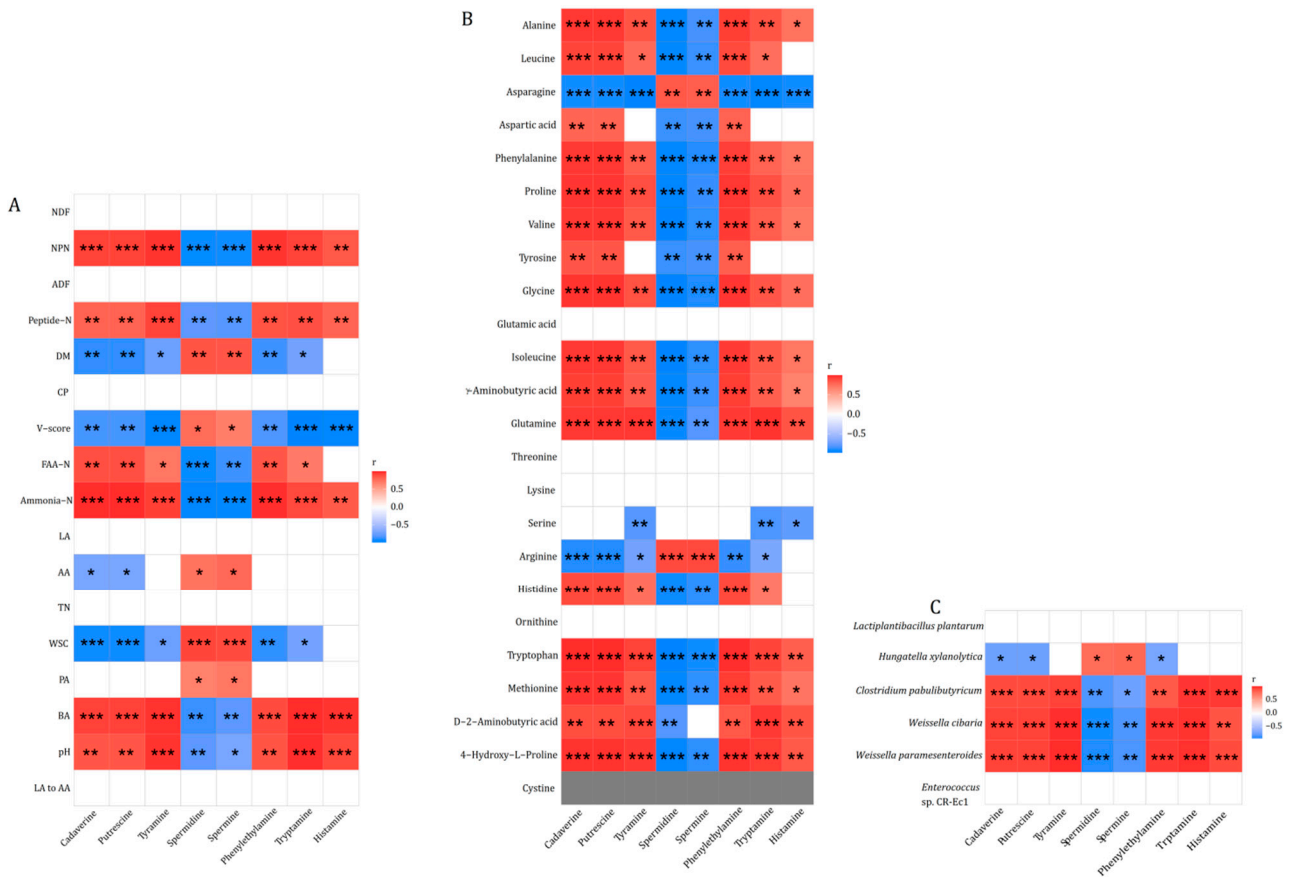 A
NDF
NPN *** *** *** *** *** *** *** **
ADF
Peptide-N ** ** *** ** ** ** ** **
DM ** ** * ** ** ** *
CP
V-score ** ** *** * * ** *** ***
FAA-N ** ** * *** ** ** *
Ammonia-N *** *** *** *** *** *** *** **
LA
AA * * * *
TN
WSC *** *** * *** *** ** *
PA * *
BA *** *** *** ** ** *** *** ***
pH ** ** *** ** * ** *** ***
LA to AA
Cadaverine Putrescine Tyramine Spermidine Spermine Phenylethylamine Tryptamine Histamine
r
0.5
0.0
−0.5
B
Alanine *** *** ** *** ** *** ** *
Leucine *** *** * *** ** *** *
Asparagine *** *** *** ** ** *** *** ***
Aspartic acid ** ** ** ** **
Phenylalanine *** *** ** *** *** *** ** *
Proline *** *** ** *** ** *** ** *
Valine *** *** ** *** ** *** ** *
Tyrosine ** ** ** ** **
Glycine *** *** ** *** *** *** ** *
Glutamic acid
Isoleucine *** *** ** *** ** *** ** *
γ-Aminobutyric acid *** *** ** *** ** *** ** *
Glutamine *** *** *** *** ** *** *** **
Threonine
Lysine
Serine ** ** *
Arginine *** *** * *** *** ** *
Histidine *** *** * *** ** *** *
Ornithine
Tryptophan *** *** *** *** *** *** *** **
Methionine *** *** ** *** ** *** ** *
D-2-Aminobutyric acid ** ** *** ** ** *** **
4-Hydroxy-L-Proline *** *** *** *** ** *** *** **
Cystine
Cadaverine Putrescine Tyramine Spermidine Spermine Phenylethylamine Tryptamine Histamine
r
0.5
0.0
−0.5
C
Lactiplantibacillus plantarum
Hungatella xylanolytica * * * * *
Clostridium pabulibutyricum *** *** *** ** * ** *** ***
Weissella cibaria *** *** *** *** ** *** *** **
Weissella paramesenteroides *** *** *** *** ** *** *** ***
Enterococcus
sp. CR-Ec1
Cadaverine Putrescine Tyramine Spermidine Spermine Phenylethylamine Trptamine Histamine
r
0.5
0.0
−0.5